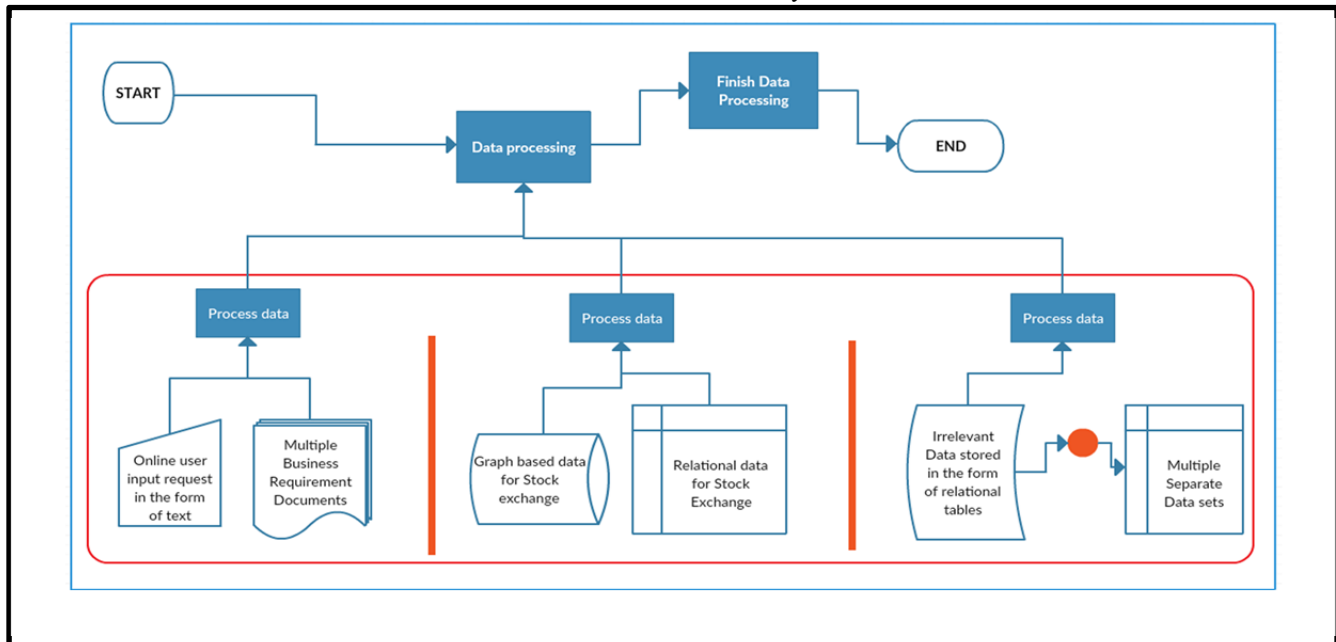 START
Finish Data
Processing
Data processing
END
Process data
Process data
Process data
Online user
input request
in the form
of text
Multiple
Business
Requirement
Documents
Graph based data
for Stock
exchange
Relational data
for Stock
Exchange
Irrelevant
Data stored
in the form
of relational
tables
Multiple
Separate
Data sets